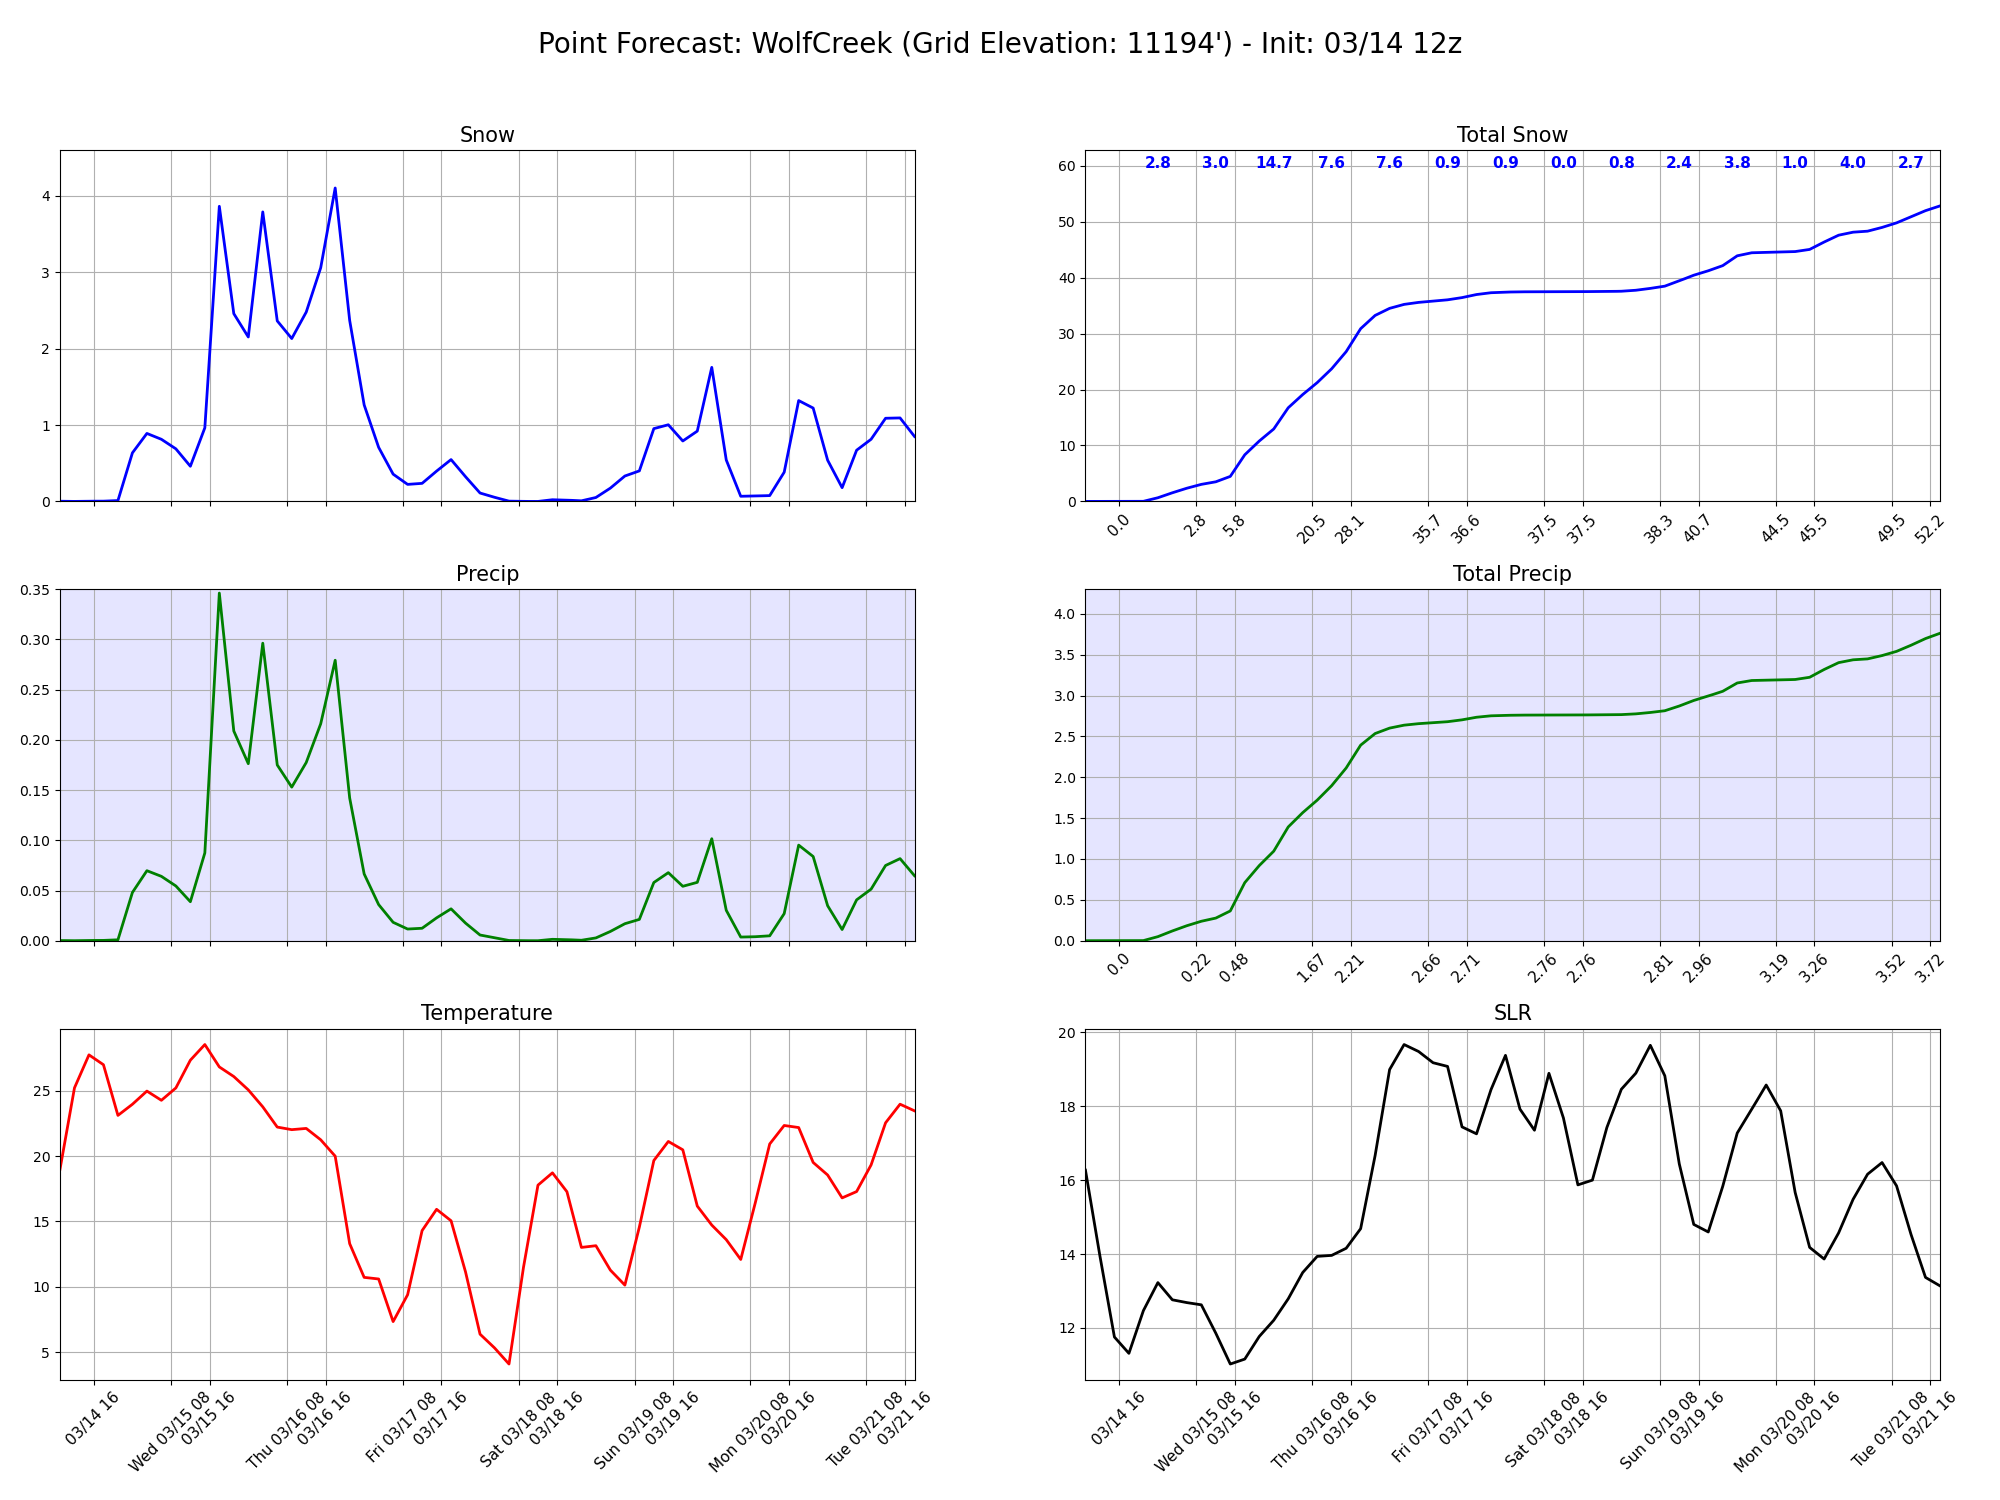 Point Forecast: WolfCreek (Grid Elevation: 11194') - Init: 03/14 12z
Snow
4
3
2
1
0
Total Snow
2.8 3.0 14.7 7.6 7.6 0.9 0.9 0.0 0.8 2.4 3.8 1.0 4.0 2.7
60
50
40
30
20
10
0
0.0 2.8 5.8 20.5 28.1 35.7 36.6 37.5 37.5 38.3 40.7 44.5 45.5 49.5 52.2
Precip
0.35
0.30
0.25
0.20
0.15
0.10
0.05
0.00
Total Precip
4.0
3.5
3.0
2.5
2.0
1.5
1.0
0.5
0.0
0.0 0.22 0.48 1.67 2.21 2.66 2.71 2.76 2.76 2.81 2.96 3.19 3.26 3.52 3.72
Temperature
25
20
15
10
5
03/14 16
Wed 03/15 08
03/15 16
Thu 03/16 08
03/16 16
Fri 03/17 08
03/17 16
Sat 03/18 08
03/18 16
Sun 03/19 08
03/19 16
Mon 03/20 08
03/20 16
Tue 03/21 08
03/21 16
SLR
20
18
16
14
12
03/14 16
Wed 03/15 08
03/15 16
Thu 03/16 08
03/16 16
Fri 03/17 08
03/17 16
Sat 03/18 08
03/18 16
Sun 03/19 08
03/19 16
Mon 03/20 08
03/20 16
Tue 03/21 08
03/21 16